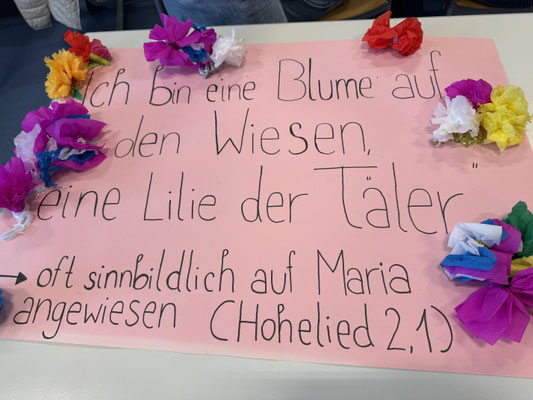 Ich bin eine Blume auf
den Wiesen,
eine Lilie der Täler"
→ oft sinnbildlich auf Maria
angewiesen (Hohelied 2,1)